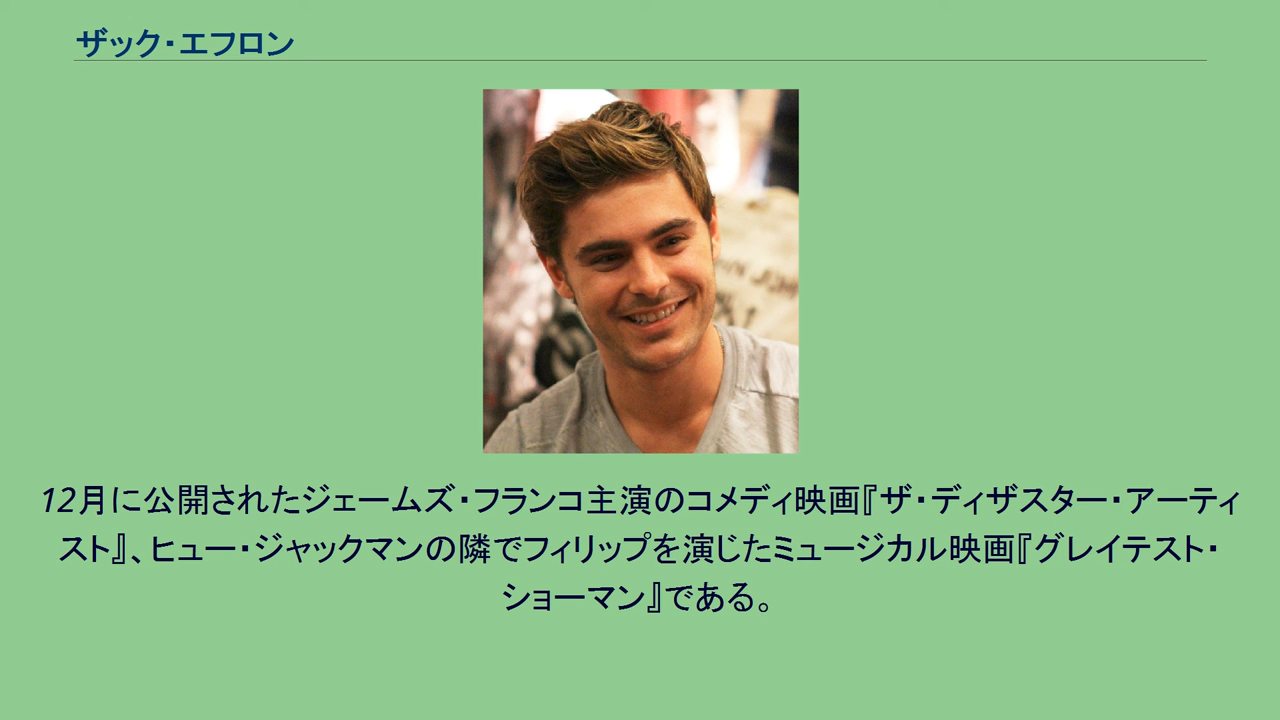 ザック・エフロン
12月に公開されたジェームズ・フランコ主演のコメディ映画『ザ・ディザスター・アーティ
スト』、ヒュー・ジャックマンの隣でフィリップを演じたミュージカル映画『グレイテスト・
ショーマン』である。